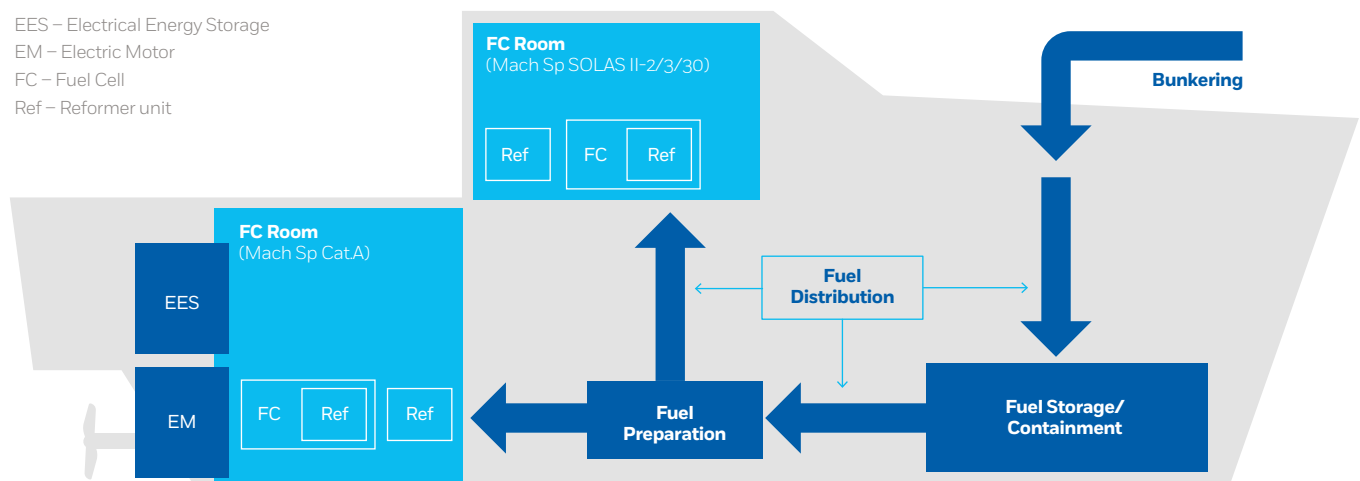 EES – Electrical Energy Storage
EM – Electric Motor
FC – Fuel Cell
Ref – Reformer unit
FC Room
(Mach Sp SOLAS II-2/3/30)
Ref
FC
Ref
Bunkering
FC Room
(Mach Sp Cat.A)
EES
EM
FC
Ref
Ref
Fuel
Distribution
Fuel
Preparation
Fuel Storage/
Containment